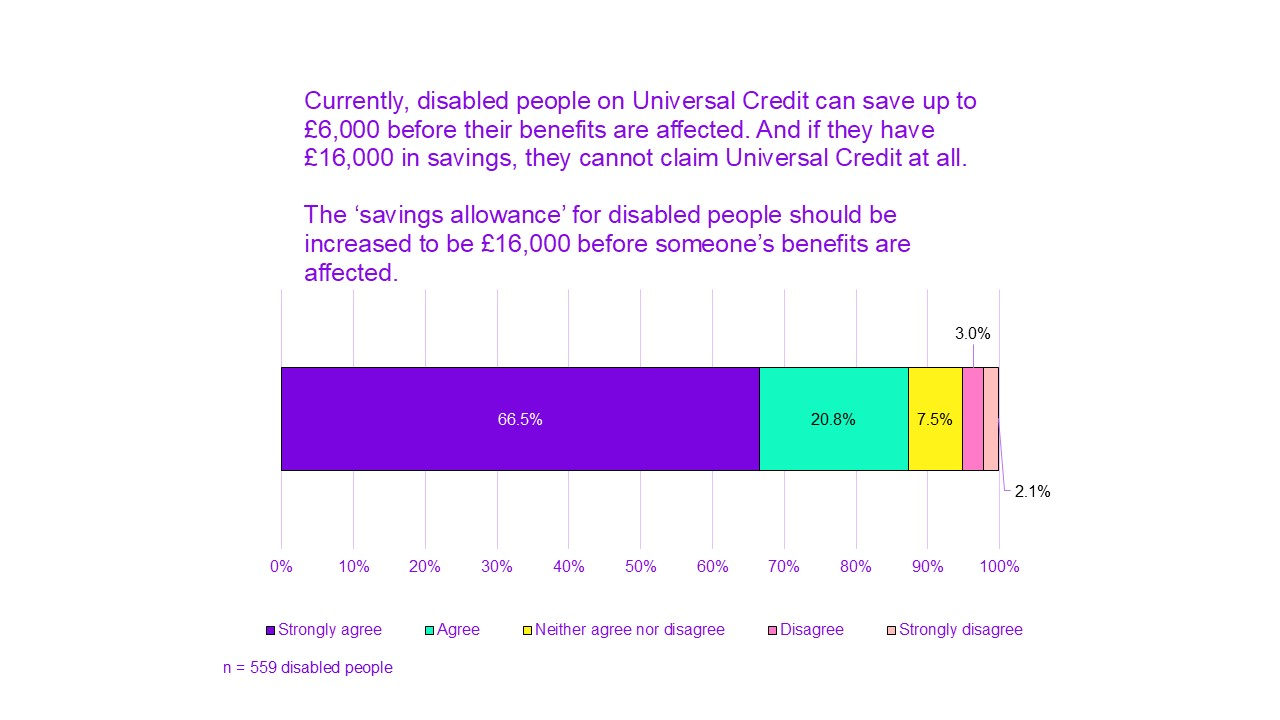 Currently, disabled people on Universal Credit can save up to
£6,000 before their benefits are affected. And if they have
£16,000 in savings, they cannot claim Universal Credit at all.
The ‘savings allowance’ for disabled people should be
increased to be £16,000 before someone’s benefits are
affected.
3.0%
66.5% 20.8% 7.5%
2.1%
0% 10% 20% 30% 40% 50% 60% 70% 80% 90% 100%
Strongly agree Agree Neither agree nor disagree Disagree Strongly disagree
n = 559 disabled people